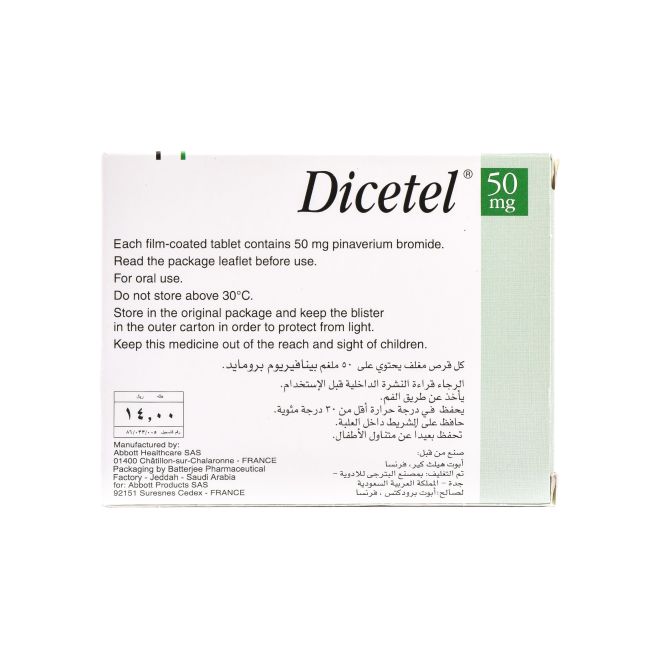 Dicetel®
50
mg
Each film-coated tablet contains 50 mg pinaverium bromide.
Read the package leaflet before use.
For oral use.
Do not store above 30°C.
Store in the original package and keep the blister
in the outer carton in order to protect from light.
Keep this medicine out of the reach and sight of children.
كل قرص مغلف يحتوي على ٥٠ ملغم بينافيريوم برومايد.
الرجاء قراءة النشرة الداخلية قبل الإستخدام.
يأخذ عن طريق الفم.
يحفظ في درجة حرارة أقل من ٣٠ درجة مئوية.
حافظ على الشريط داخل العلبة.
تحفظ بعيداً عن متناول الأطفال.
ريال
١٤,٠٠
Manufactured by:
Abbott Healthcare SAS
01400 Châtillon-sur-Chalaronne - FRANCE
Packaging by Batterjee Pharmaceutical
Factory - Jeddah - Saudi Arabia
for: Abbott Products SAS
92151 Suresnes Cedex - FRANCE
صنع من قبل:
أبوت هيلث كير، فرنسا
تم التغليف: بمصنع البترجي للادوية -
جدة - المملكة العربية السعودية
لصالح: أبوت برودكتس، فرنسا